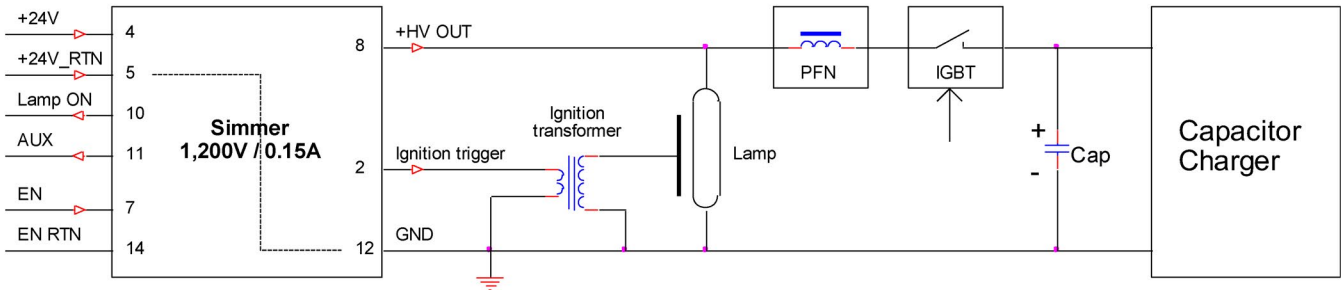 +24V
4
+24V_RTN
5
Lamp ON
10
AUX
11
EN
7
EN RTN
14
Simmer
1,200V / 0.15A
8
+HV OUT
2
Ignition trigger
12
GND
Ignition
transformer
Lamp
PFN
IGBT
+
Cap
-
Capacitor
Charger